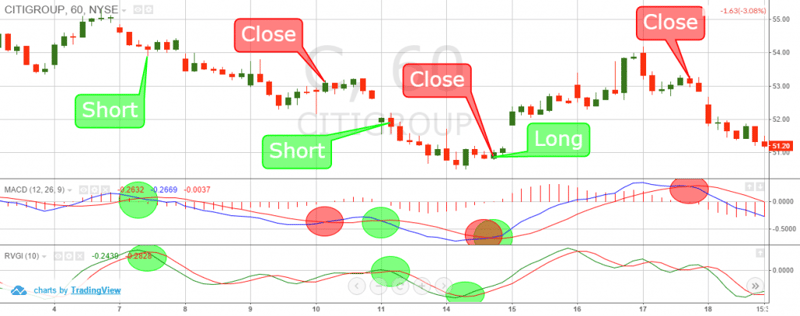 CITIGROUP, 60, NYSE
-1.63(-3.08%)
55.00
54.00
53.00
52.00
51.20
51.00
C, 60
CITIGROUP
Short
Close
Short
Close
Long
Close
MACD (12, 26, 9) -0.2632 -0.2669 -0.0037
0.0000
-0.5000
RVGI (10) -0.2439 -0.2828
0.0000
charts by TradingView
4 7 8 9 10 11 14 15 16 17 18 15:3